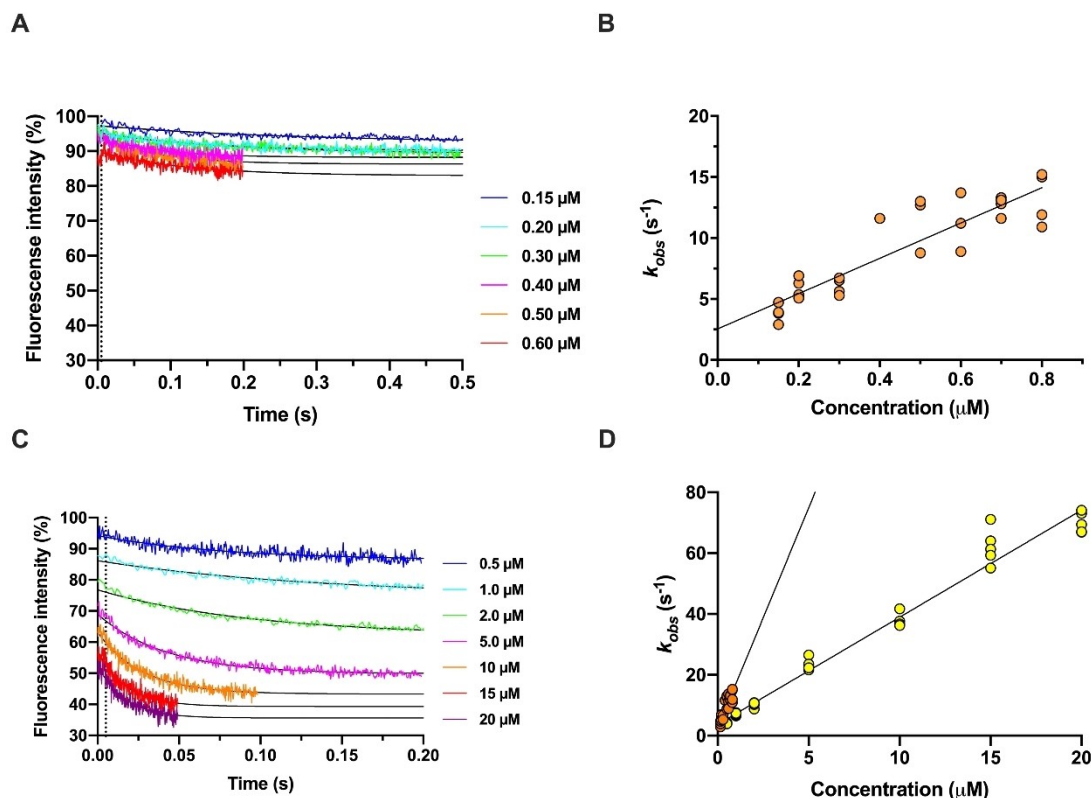 A
Fluorescense intensity (%)
100
90
80
70
60
50
40
30
0.0 0.1 0.2 0.3 0.4 0.5
Time (s)
0.15 µM
0.20 µM
0.30 µM
0.40 µM
0.50 µM
0.60 µM
B
kobs (s-1)
20
15
10
5
0
0.0 0.2 0.4 0.6 0.8
Concentration (µM)
C
Fluorescence intensity (%)
100
90
80
70
60
50
40
30
0.00 0.05 0.10 0.15 0.20
Time (s)
0.5 µM
1.0 µM
2.0 µM
5.0 µM
10 µM
15 µM
20 µM
D
kobs (s-1)
80
60
40
20
0
0 5 10 15 20
Concentration (µM)